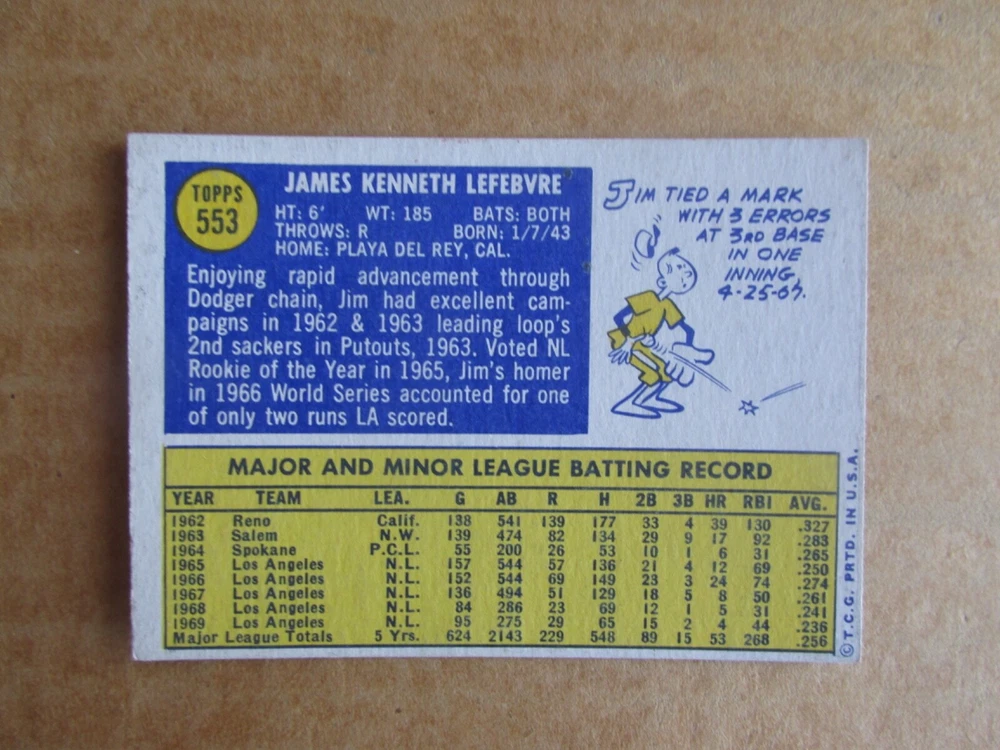 TOPPS
553
JAMES KENNETH LEFEBVRE
HT: 6' WT: 185 BATS: BOTH
THROWS: R BORN: 1/7/43
HOME: PLAYA DEL REY, CAL.
Enjoying rapid advancement through
Dodger chain, Jim had excellent cam-
paigns in 1962 & 1963 leading loop's
2nd sackers in Putouts, 1963. Voted NL
Rookie of the Year in 1965, Jim's homer
in 1966 World Series accounted for one
of only two runs LA scored.
JIM TIED A MARK
WITH 3 ERRORS
AT 3RD BASE
IN ONE
INNING,
4-25-67.
MAJOR AND MINOR LEAGUE BATTING RECORD
YEAR TEAM LEA. G AB R H 2B 3B HR RBI AVG.
1962 Reno Calif. 138 541 139 177 33 4 39 130 .327
1963 Salem N.W. 139 474 82 134 29 9 17 92 .283
1964 Spokane P.C.L. 55 200 26 53 10 1 6 31 .265
1965 Los Angeles N.L. 157 544 57 136 21 4 12 69 .250
1966 Los Angeles N.L. 152 544 69 149 23 3 24 74 .274
1967 Los Angeles N.L. 136 494 51 129 18 5 8 50 .261
1968 Los Angeles N.L. 84 286 23 69 12 1 5 31 .241
1969 Los Angeles N.L. 95 275 29 65 15 2 4 44 .236
Major League Totals 5 Yrs. 624 2143 229 548 89 15 53 268 .256
©T.C.G. PRTD. IN U.S.A.